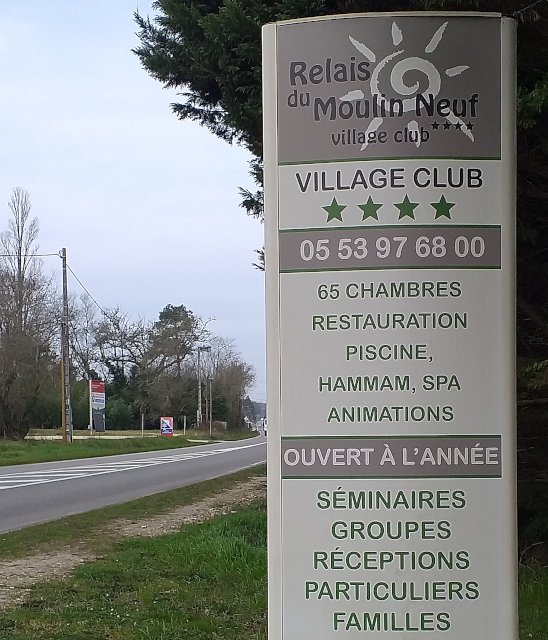 Relais
du Moulin Neuf
village club****
VILLAGE CLUB
05 53 97 68 00
65 CHAMBRES
RESTAURATION
PISCINE,
HAMMAM, SPA
ANIMATIONS
OUVERT À L'ANNÉE
SÉMINAIRES
GROUPES
RÉCEPTIONS
PARTICULIERS
FAMILLES